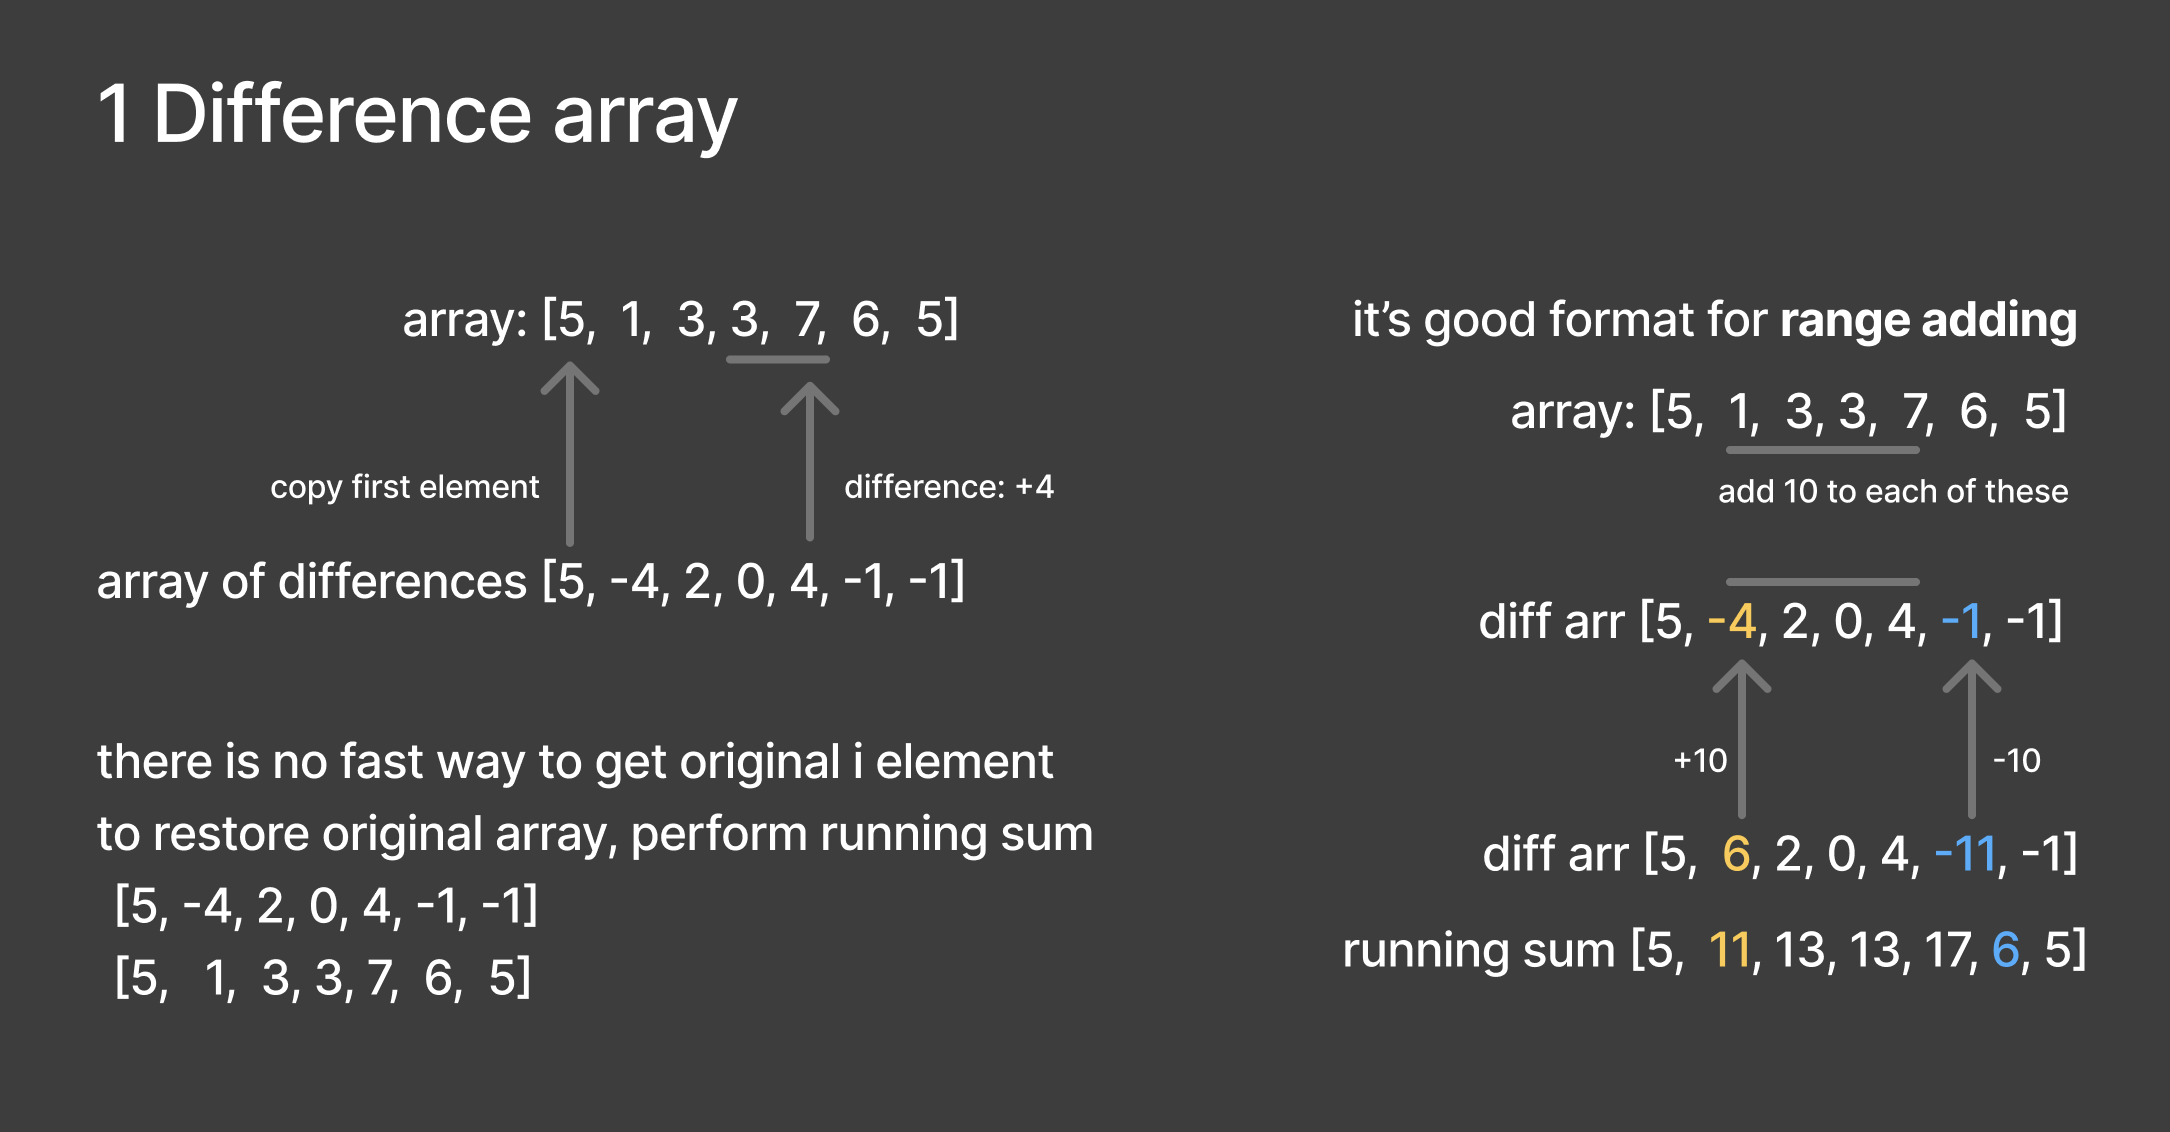 1 Difference array
array: [5, 1, 3, 3, 7, 6, 5]
copy first element
difference: +4
array of differences [5, -4, 2, 0, 4, -1, -1]
there is no fast way to get original i element
to restore original array, perform running sum
[5, -4, 2, 0, 4, -1, -1]
[5, 1, 3, 3, 7, 6, 5]
it's good format for range adding
array: [5, 1, 3, 3, 7, 6, 5]
add 10 to each of these
diff arr [5, -4, 2, 0, 4, -1, -1]
+10
-10
diff arr [5, 6, 2, 0, 4, -11, -1]
running sum [5, 11, 13, 13, 17, 6, 5]